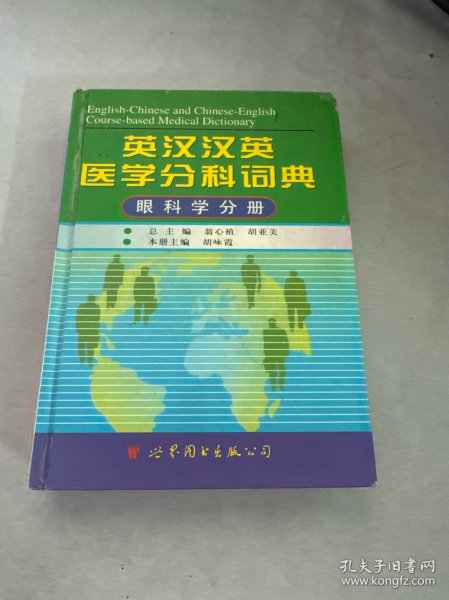 English-Chinese and Chinese-English
Course-based Medical Dictionary
英汉汉英
医学分科词典
眼科学分册
● 总主编 翁心植 胡亚美
● 本册主编 胡咏霞
世界图书出版公司
孔夫子旧书网
www.kongfz.com